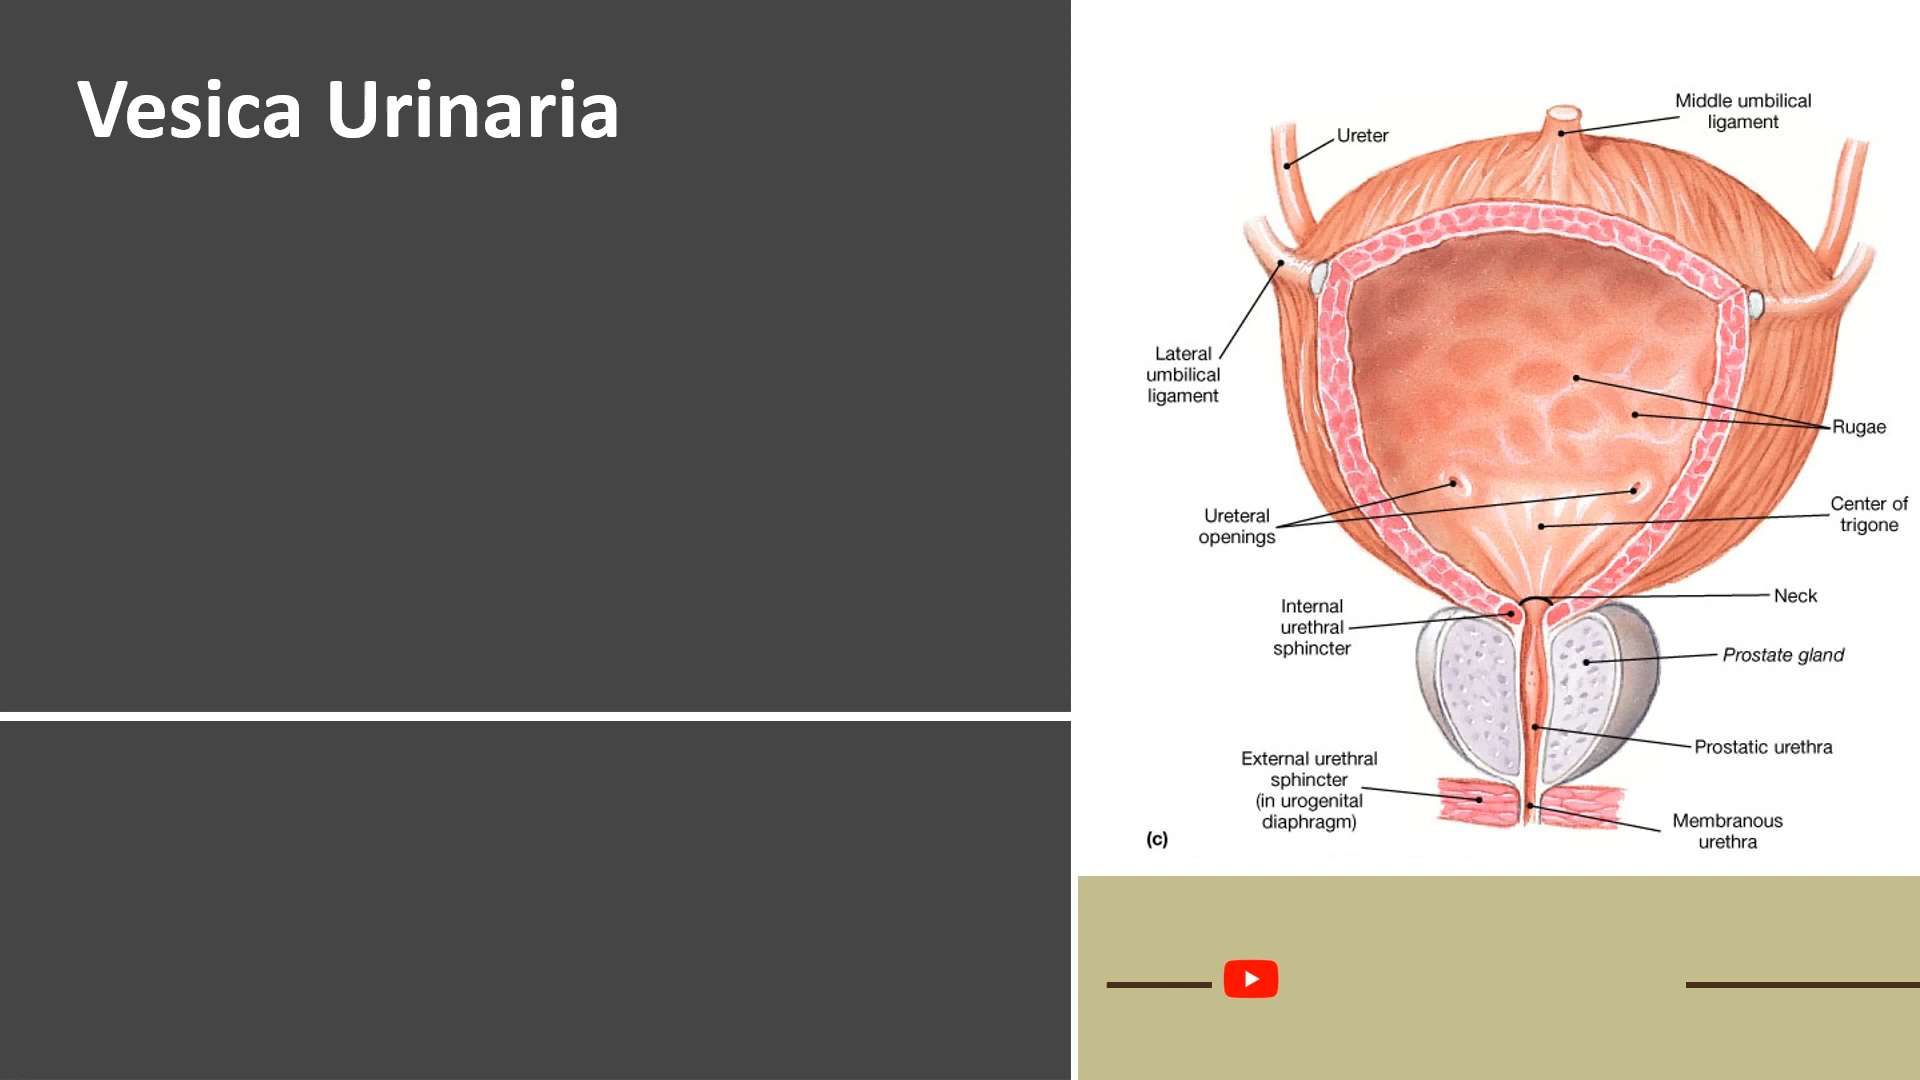 Vesica Urinaria
Middle umbilical
ligament
Ureter
Lateral
umbilical
ligament
Rugae
Ureteral
openings
Center of
trigone
Internal
urethral
sphincter
Neck
Prostate gland
External urethral
sphincter
(in urogenital
diaphragm)
Prostatic urethra
Membranous
urethra
(c)